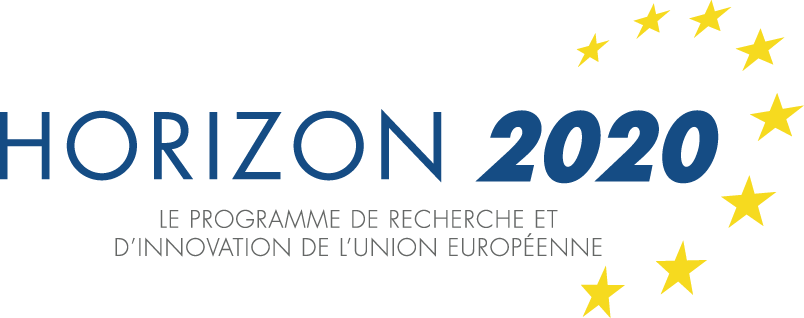 HORIZON 2020
LE PROGRAMME DE RECHERCHE ET
D'INNOVATION DE L'UNION EUROPÉENNE